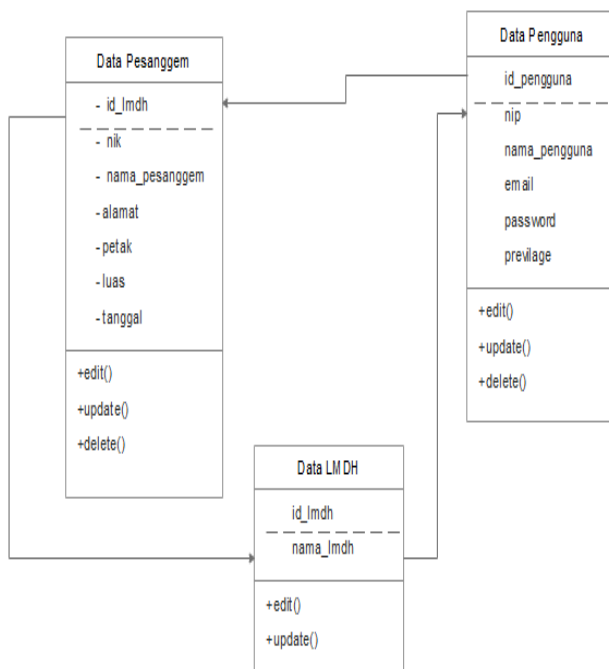 Data Pesanggem
- id_lmdh
- nik
- nama_pesanggem
- alamat
- petak
- luas
- tanggal
+edit()
+update()
+delete()
Data Pengguna
id_pengguna
nip
nama_pengguna
email
password
previlage
+edit()
+update()
+delete()
Data LMDH
id_lmdh
nama_lmdh
+edit()
+update()